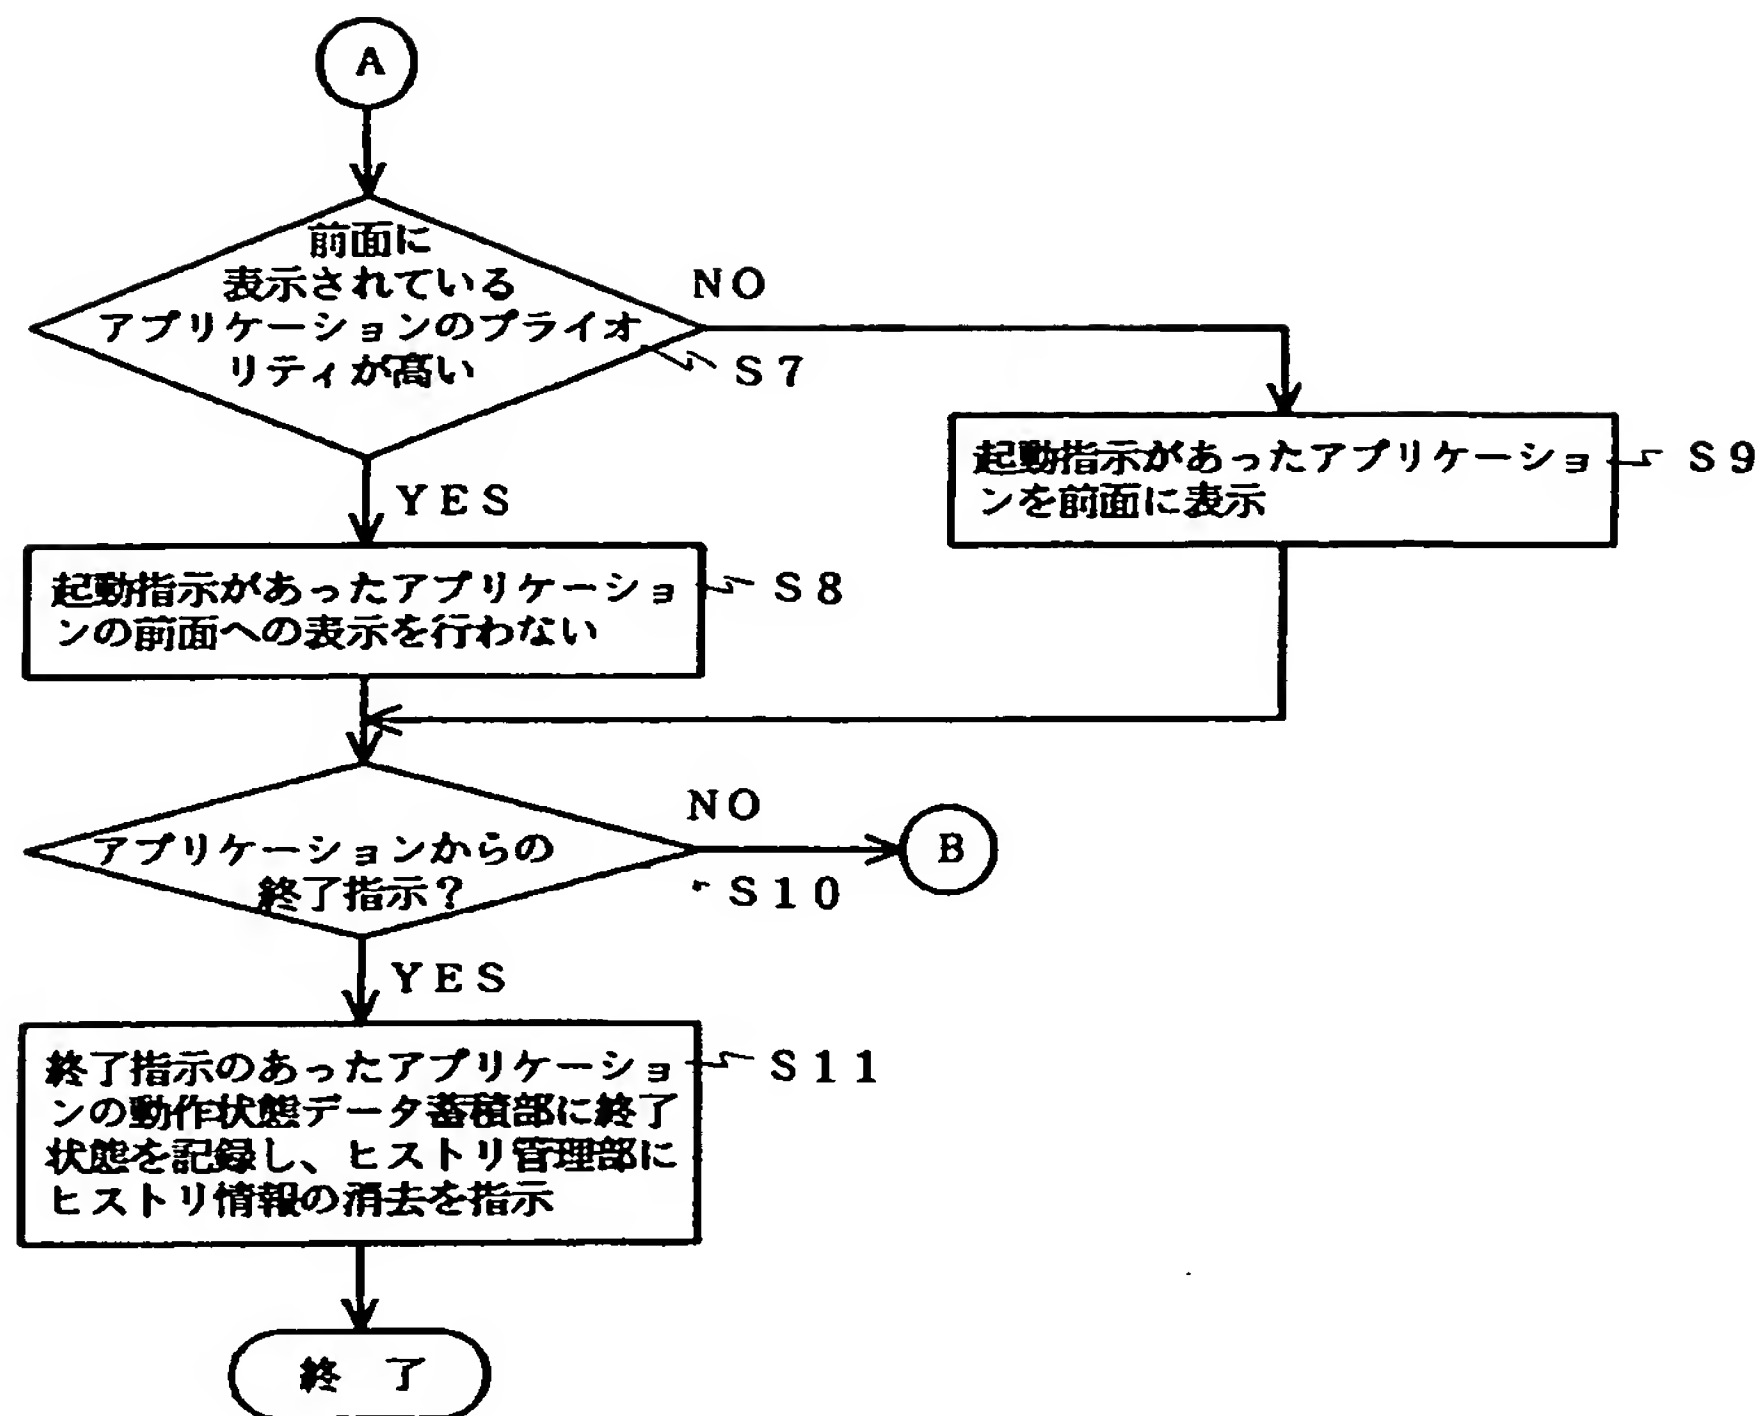 A
前面に
表示されている
アプリケーションのプライオ
リティが高い
NO
S7
YES
起動指示があったアプリケーショ
ンを前面に表示
S9
起動指示があったアプリケーショ
ンの前面への表示を行わない
S8
アプリケーションからの
終了指示?
NO
B
S10
YES
終了指示のあったアプリケーショ
ンの動作状態データ蓄積部に終了
状態を記録し、ヒストリ管理部に
ヒストリ情報の消去を指示
S11
終 了